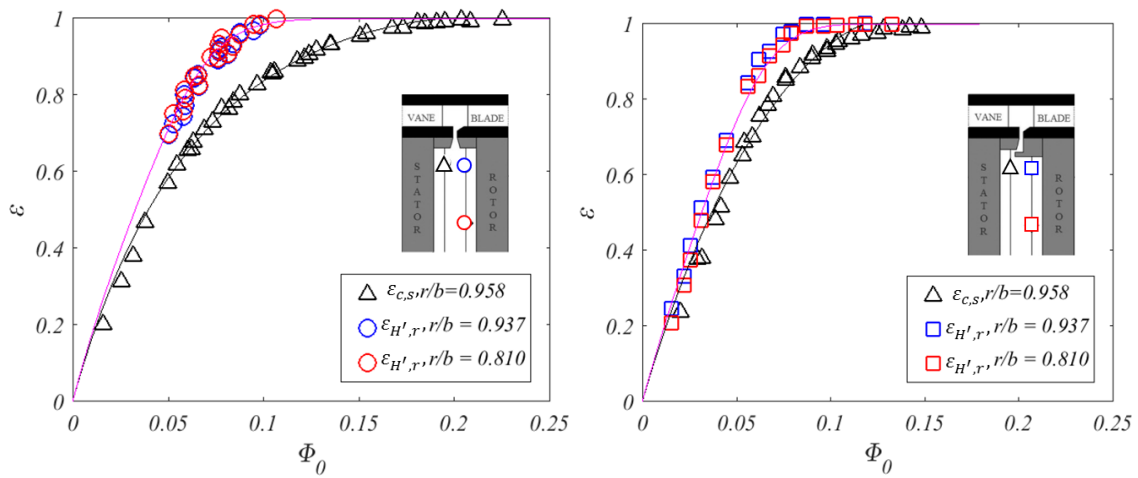 1
0.8
0.6
0.4
0.2
0
ε
0 0.05 0.1 0.15 0.2 0.25
Φ0
VANE BLADE
STATOR
ROTOR
εc,s,r/b=0.958
εH′,r, r/b = 0.937
εH′,r, r/b = 0.810
1
0.8
0.6
0.4
0.2
0
ε
0 0.05 0.1 0.15 0.2 0.25
Φ0
VANE BLADE
STATOR
ROTOR
εc,s,r/b=0.958
εH′,r, r/b = 0.937
εH′,r, r/b = 0.810